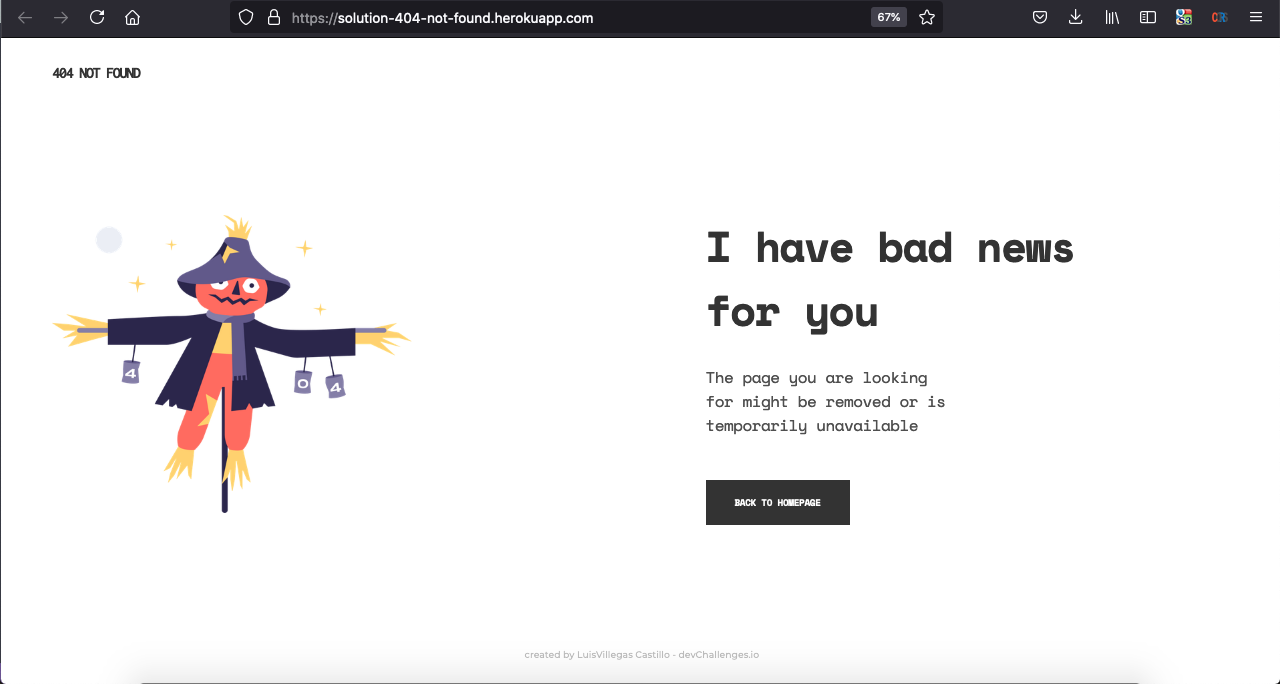 https://solution-404-not-found.herokuapp.com
67%
404 NOT FOUND
4
0
4
I have bad news
for you
The page you are looking
for might be removed or is
temporarily unavailable
BACK TO HOMEPAGE
created by LuisVillegas Castillo - devChallenges.io